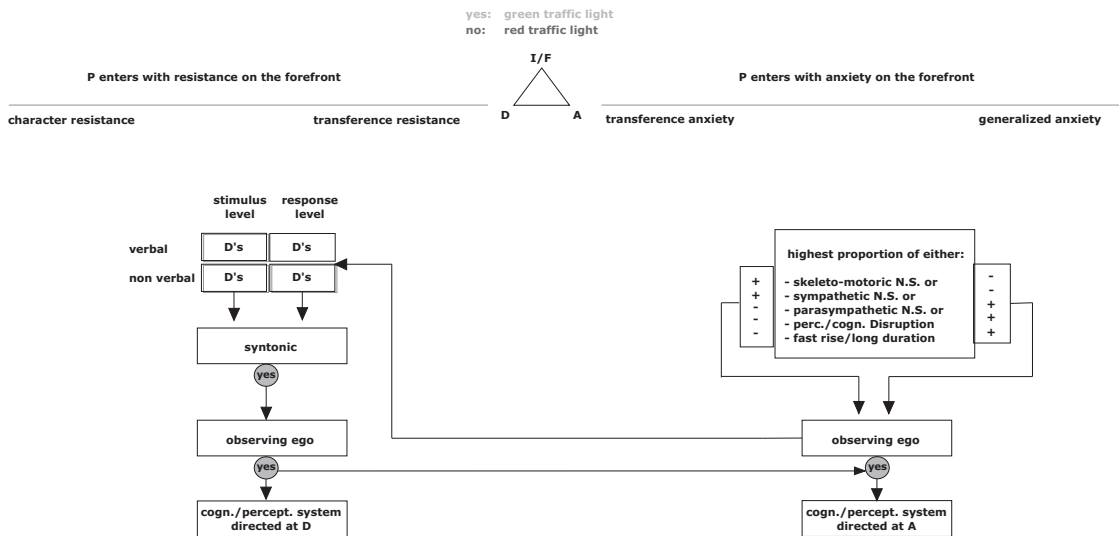 yes: green traffic light
no: red traffic light
I/F
P enters with resistance on the forefront
P enters with anxiety on the forefront
D
A
character resistance
transference resistance
transference anxiety
generalized anxiety
stimulus level
response level
verbal
D's
D's
non verbal
D's
D's
syntonic
yes
observing ego
yes
cogn./percept. system
directed at D
highest proportion of either:
+
- skeleto-motoric N.S. or
-
+
- sympathetic N.S. or
-
-
- parasympathetic N.S. or
+
-
- perc./cogn. Disruption
+
-
- fast rise/long duration
+
observing ego
yes
cogn./percept. system
directed at A